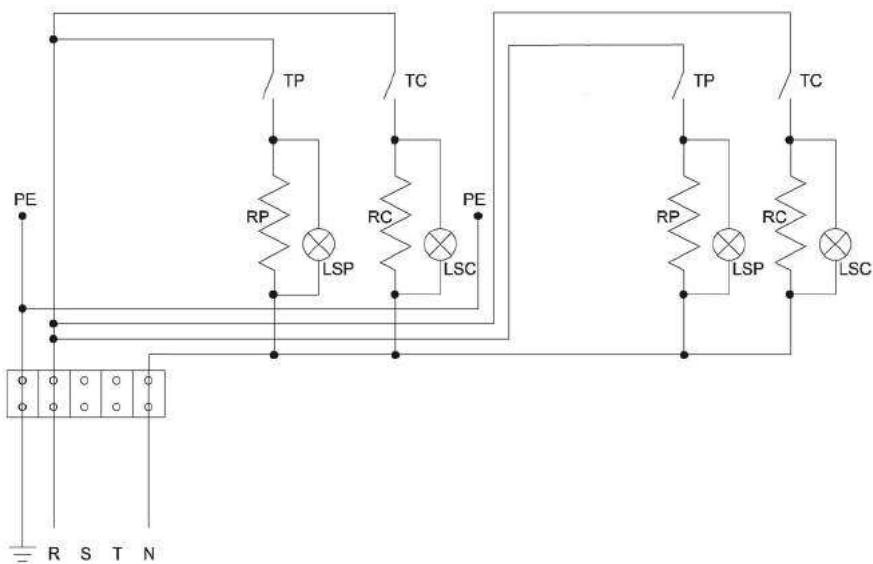 TP TC TP TC
PE RP RC PE RP RC
LSP LSC LSP LSC
R S T N